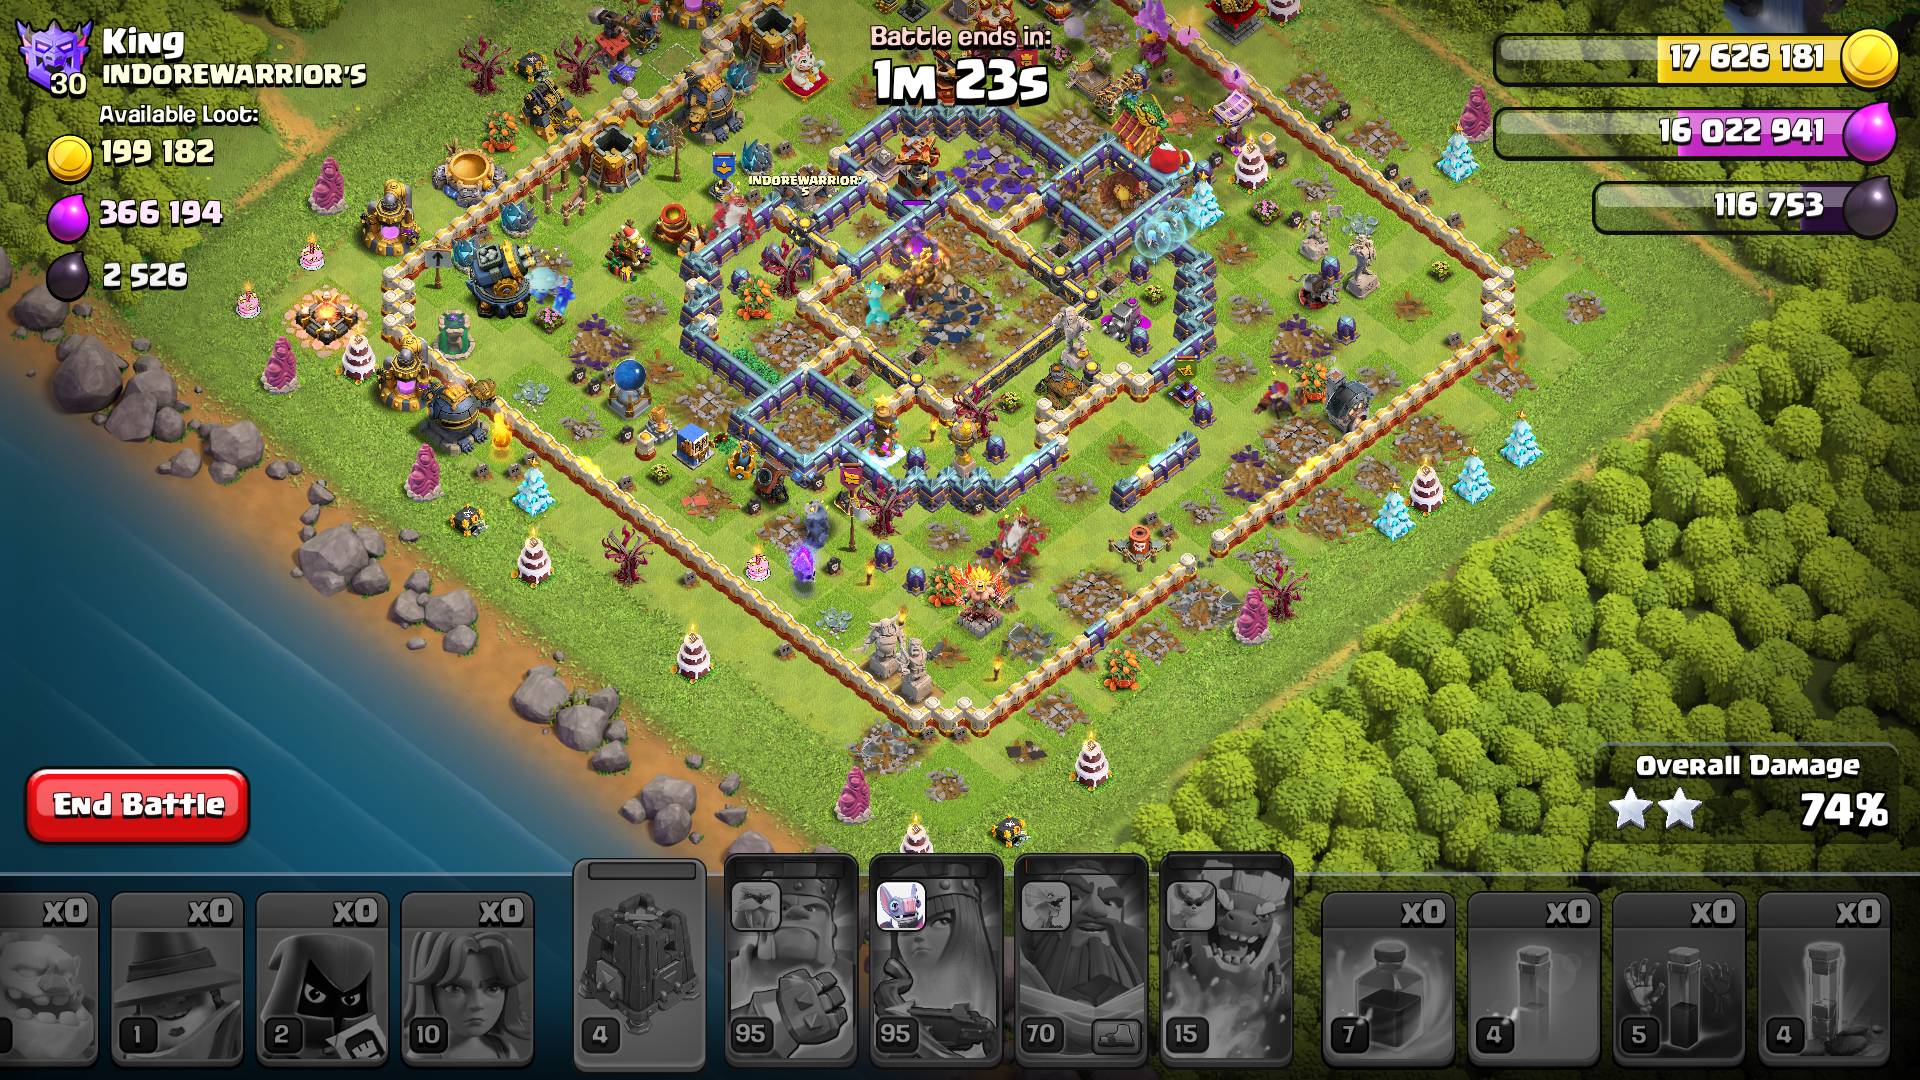 King
30
INDOREWARRIOR'S
Available Loot:
199 182
366 194
2 526
Battle ends in:
1M 23s
17 626 181
16 022 941
116 753
INDOREWARRIOR'
S
End Battle
Overall Damage
74%
x0 x0 x0 x0 x0 x0 x0 x0
1 2 10 4 95 95 70 15 7 4 5 4